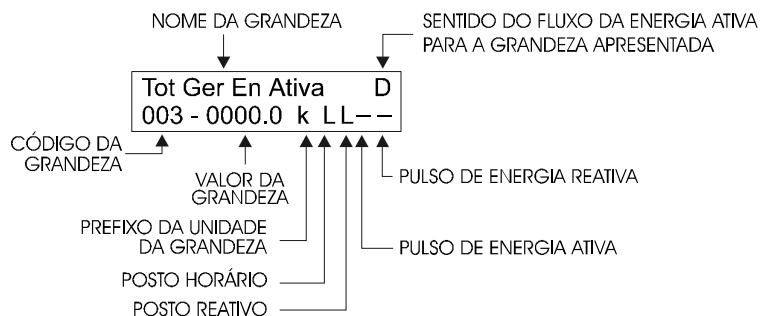 NOME DA GRANDEZA
SENTIDO DO FLUXO DA ENERGIA ATIVA
PARA A GRANDEZA APRESENTADA
Tot Ger En Ativa D
003 - 0000.0 k L L - -
CÓDIGO DA
GRANDEZA
VALOR DA
GRANDEZA
PULSO DE ENERGIA REATIVA
PREFIXO DA UNIDADE
DA GRANDEZA
PULSO DE ENERGIA ATIVA
POSTO HORÁRIO
POSTO REATIVO